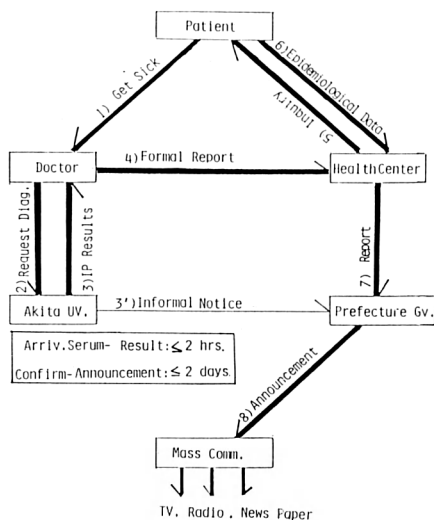 Patient
1) Get Sick
6)Epidemiological Data
5) Inquiry
Doctor
4)Formal Report
HealthCenter
2)Request Diag.
3)IP Results
7) Report
Akita UV.
3')Informal Notice
Prefecture Gv.
Arriv.Serum- Result:≤2 hrs.
Confirm-Announcement:≤2 days.
8)Announcement
Mass Comm.
TV. Radio. News Paper